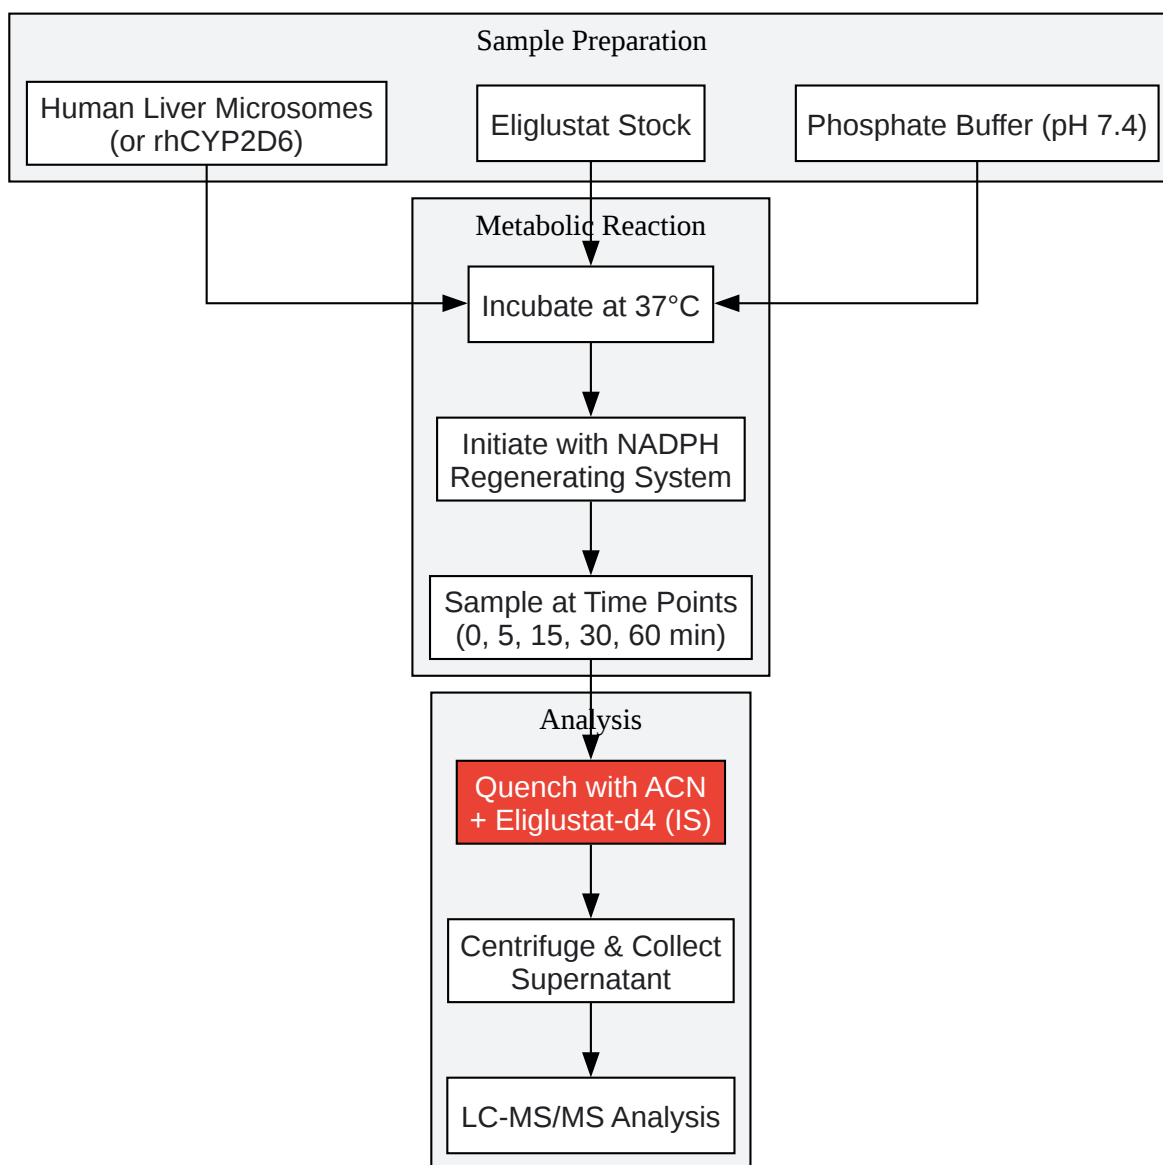 Sample Preparation
Human Liver Microsomes
(or rhCYP2D6)
Eliglustat Stock
Phosphate Buffer (pH 7.4)
Metabolic Reaction
Incubate at 37°C
Initiate with NADPH
Regenerating System
Sample at Time Points
(0, 5, 15, 30, 60 min)
Analysis
Quench with ACN
+ Eliglustat-d4 (IS)
Centrifuge & Collect
Supernatant
LC-MS/MS Analysis